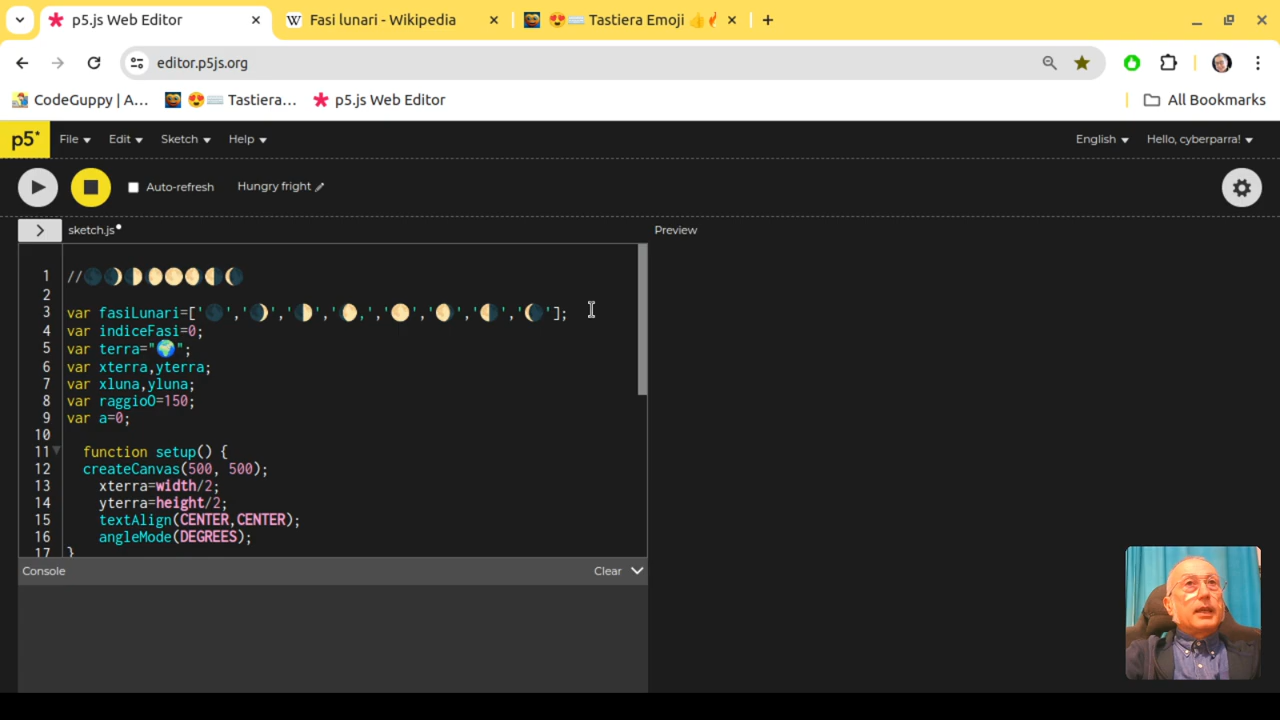 p5.js Web Editor
Fasi lunari - Wikipedia
😍⌨️ Tastiera Emoji 👍🔥
editor.p5js.org
CodeGuppy | A...
😍⌨️ Tastiera...
p5.js Web Editor
All Bookmarks
p5*
File
Edit
Sketch
Help
English
Hello, cyberparra!
Auto-refresh
Hungry fright
sketch.js
Preview
1 //🌑🌒🌓🌔🌕🌖🌗🌘
2
3 var fasiLunari=['🌑','🌒','🌓','🌔,','🌕','🌖','🌗','🌘'];
4 var indiceFasi=0;
5 var terra="🌍";
6 var xterra,yterra;
7 var xluna,yluna;
8 var raggioO=150;
9 var a=0;
10
11 function setup() {
12 createCanvas(500, 500);
13 xterra=width/2;
14 yterra=height/2;
15 textAlign(CENTER,CENTER);
16 angleMode(DEGREES);
17 }
Console
Clear